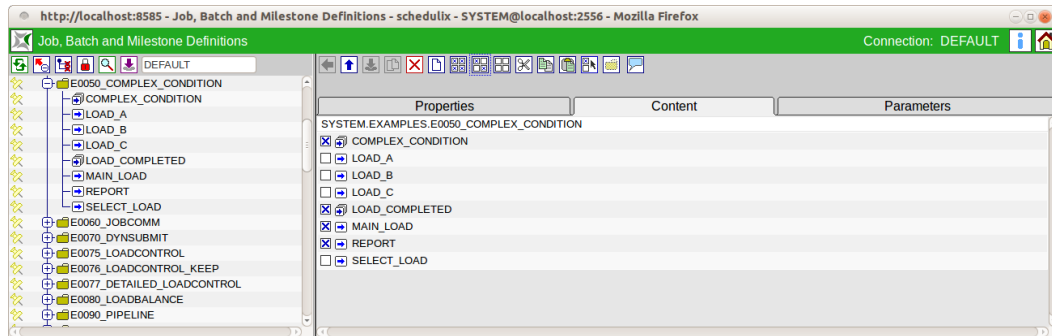 http://localhost:8585 - Job, Batch and Milestone Definitions - schedulix - SYSTEM@localhost:2556 - Mozilla Firefox
Job, Batch and Milestone Definitions
Connection: DEFAULT
DEFAULT
E0050_COMPLEX_CONDITION
COMPLEX_CONDITION
LOAD_A
LOAD_B
LOAD_C
LOAD_COMPLETED
MAIN_LOAD
REPORT
SELECT_LOAD
E0060_JOBCOMM
E0070_DYNSUBMIT
E0075_LOADCONTROL
E0076_LOADCONTROL_KEEP
E0077_DETAILED_LOADCONTROL
E0080_LOADBALANCE
E0090_PIPELINE
Properties
Content
Parameters
SYSTEM.EXAMPLES.E0050_COMPLEX_CONDITION
COMPLEX_CONDITION
LOAD_A
LOAD_B
LOAD_C
LOAD_COMPLETED
MAIN_LOAD
REPORT
SELECT_LOAD